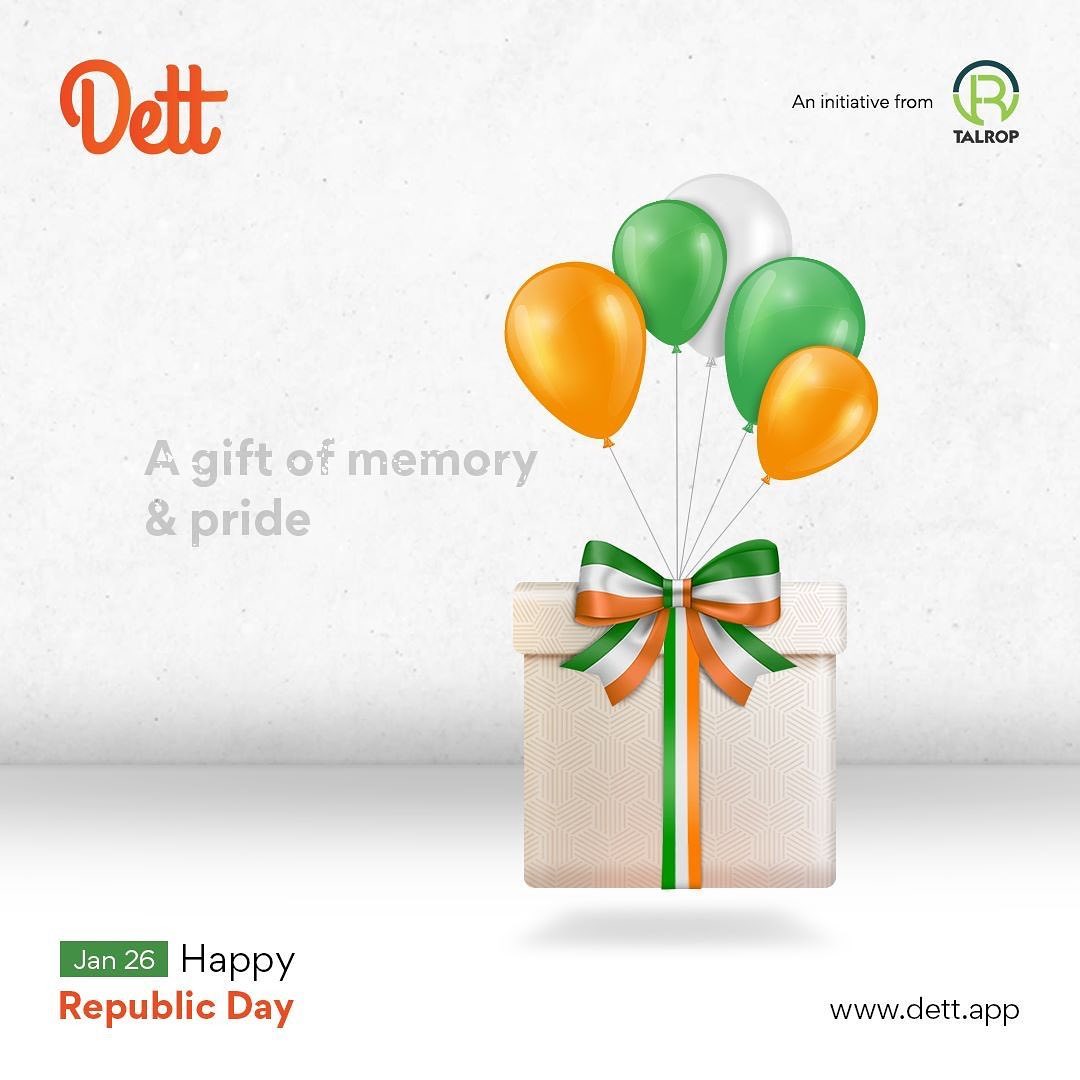 Dett
An initiative from
TALROP
A gift of memory
& pride
Jan 26 Happy
Republic Day
www.dett.app